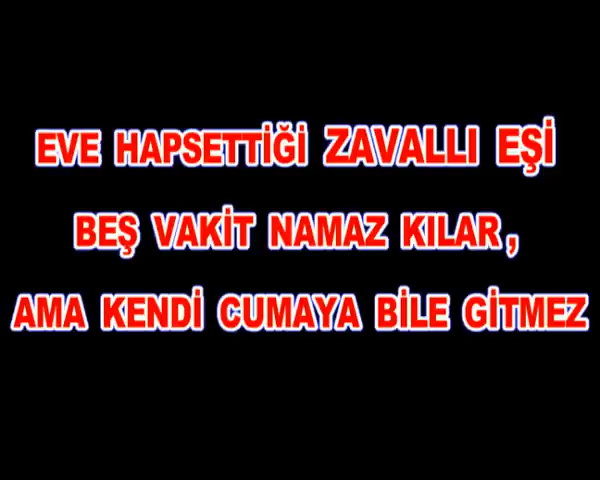 EVE HAPSETTİĞİ ZAVALLI EŞİ
BEŞ VAKİT NAMAZ KILAR,
AMA KENDİ CUMAYA BİLE GİTMEZ